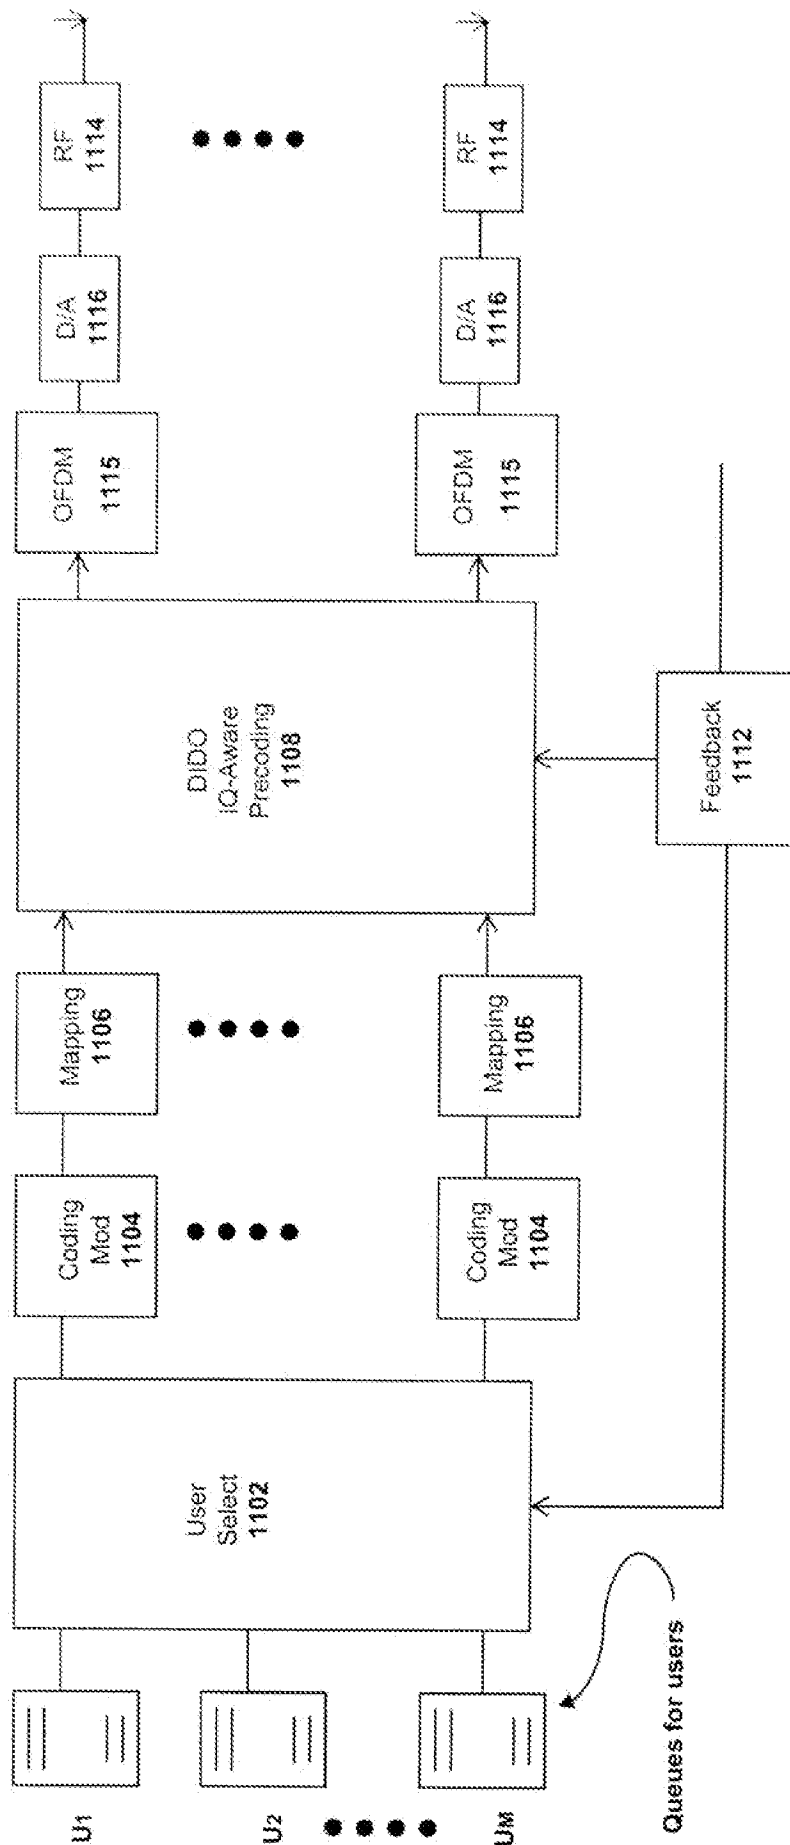 U1
U2
UM
Queues for users
User
Select
1102
Coding
Mod
1104
Coding
Mod
1104
Mapping
1106
Mapping
1106
DIDO
IQ-Aware
Precoding
1108
Feedback
1112
OFDM
1115
OFDM
1115
D/A
1116
D/A
1116
RF
1114
RF
1114